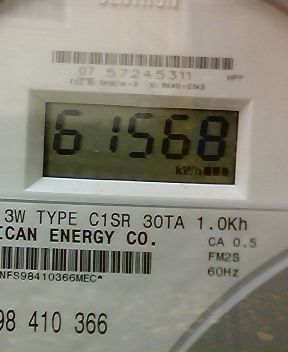 07 57245311
61568
kWh
3W TYPE C1SR 30TA 1.0Kh
ICAN ENERGY CO.
CA 0.5
FM2S
60Hz
NFS98410366MEC*
98 410 366